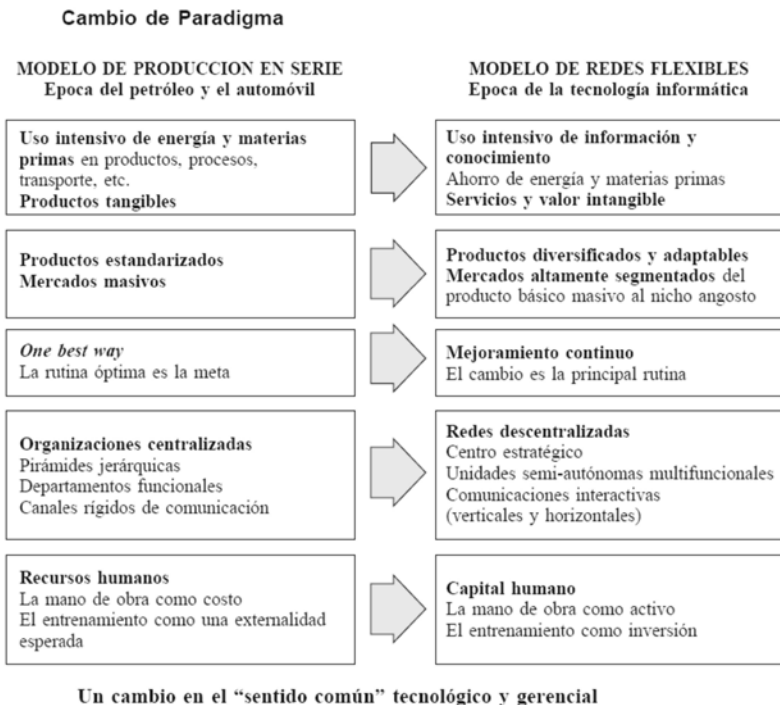 Cambio de Paradigma
MODELO DE PRODUCCION EN SERIE
Epoca del petróleo y el automóvil
MODELO DE REDES FLEXIBLES
Epoca de la tecnología informática
Uso intensivo de energía y materias
primas en productos, procesos,
transporte, etc.
Productos tangibles
Uso intensivo de información y
conocimiento
Ahorro de energía y materias primas
Servicios y valor intangible
Productos estandarizados
Mercados masivos
Productos diversificados y adaptables
Mercados altamente segmentados del
producto básico masivo al nicho angosto
One best way
La rutina óptima es la meta
Mejoramiento continuo
El cambio es la principal rutina
Organizaciones centralizadas
Pirámides jerárquicas
Departamentos funcionales
Canales rígidos de comunicación
Redes descentralizadas
Centro estratégico
Unidades semi-autónomas multifuncionales
Comunicaciones interactivas
(verticales y horizontales)
Recursos humanos
La mano de obra como costo
El entrenamiento como una externalidad
esperada
Capital humano
La mano de obra como activo
El entrenamiento como inversión
Un cambio en el “sentido común” tecnológico y gerencial